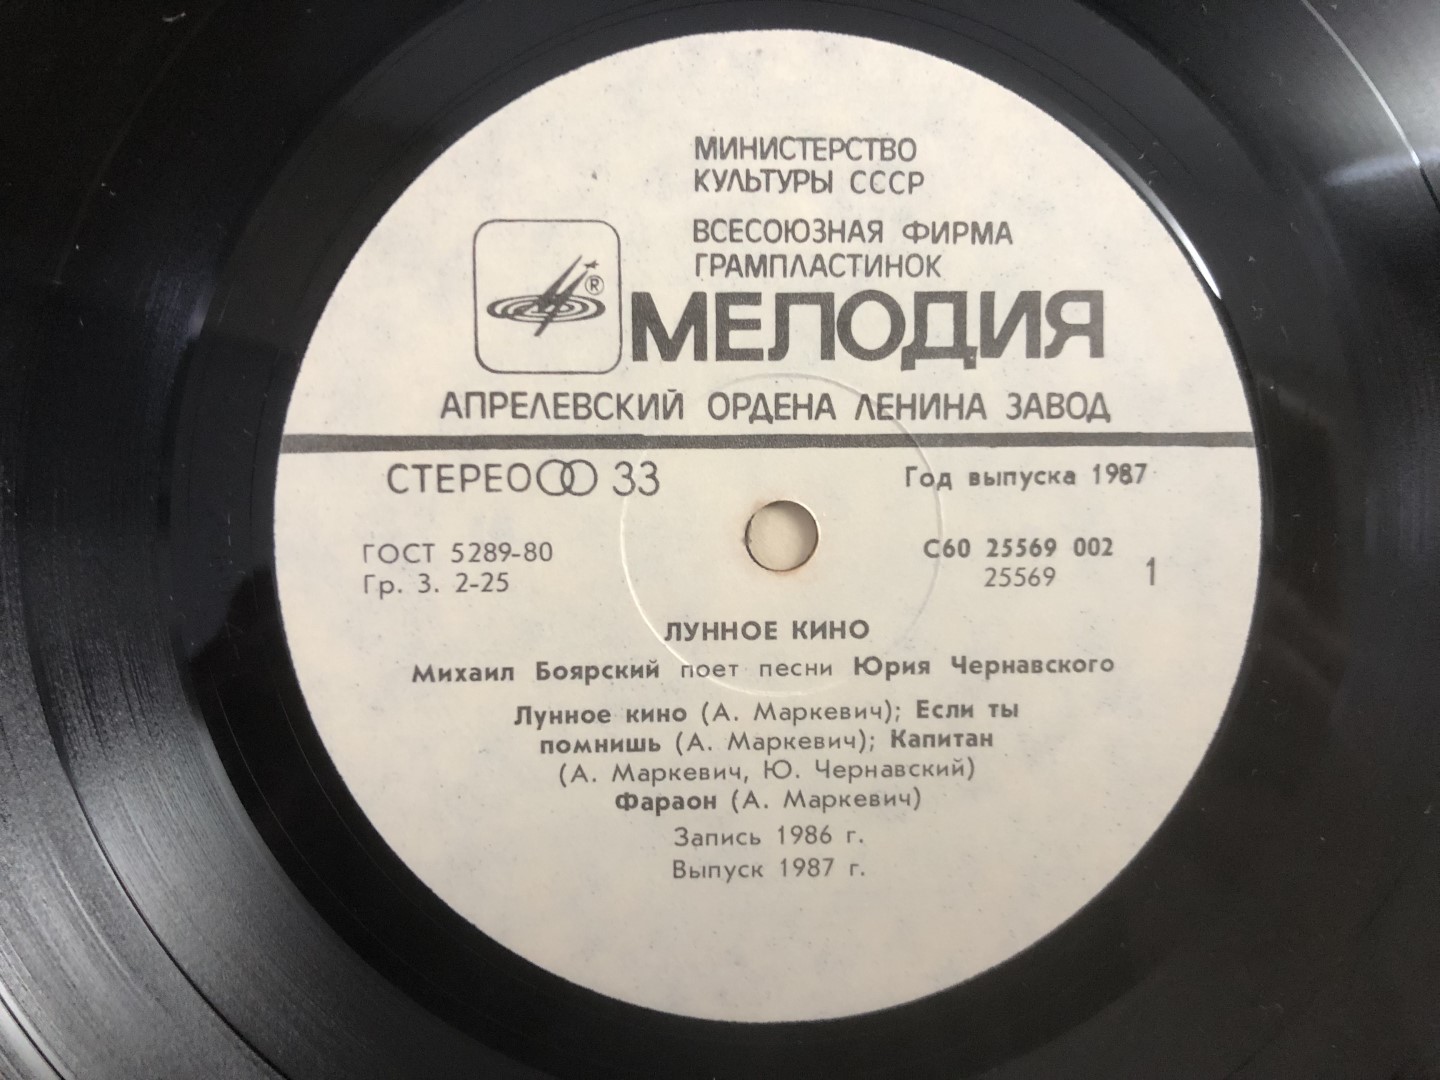 МИНИСТЕРСТВО
КУЛЬТУРЫ СССР
ВСЕСОЮЗНАЯ ФИРМА
ГРАМПЛАСТИНОК
®
МЕЛОДИЯ
АПРЕЛЕВСКИЙ ОРДЕНА ЛЕНИНА ЗАВОД
СТЕРЕО 33
Год выпуска 1987
ГОСТ 5289-80
С60 25569 002
Гр. 3. 2-25
25569
1
ЛУННОЕ КИНО
Михаил Боярский поет песни Юрия Чернавского
Лунное кино (А. Маркевич); Если ты
помнишь (А. Маркевич); Капитан
(А. Маркевич, Ю. Чернавский)
Фараон (А. Маркевич)
Запись 1986 г.
Выпуск 1987 г.